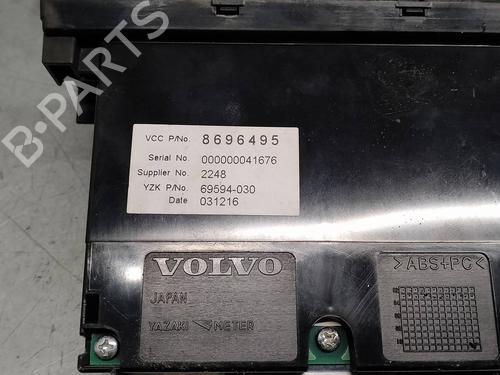 B-PARTS
VCC P/No. 8696495
Serial No. 000000041676
Supplier No. 2248
YZK P/No. 69594-030
Date 031216
VOLVO
JAPAN
YAZAKI METER
>ABS+PC<